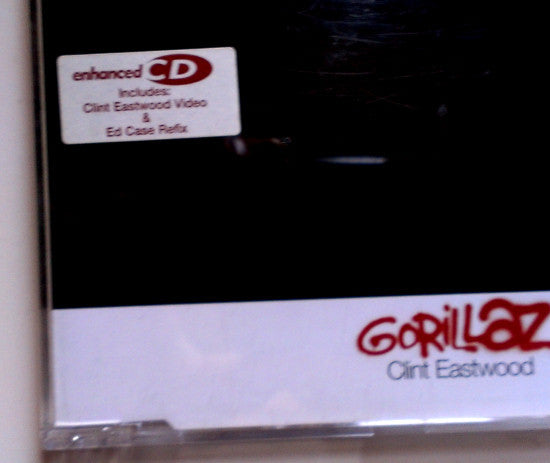 enhanced CD
Includes:
Clint Eastwood Video
&
Ed Case Refix
GORiLLAZ
Clint Eastwood